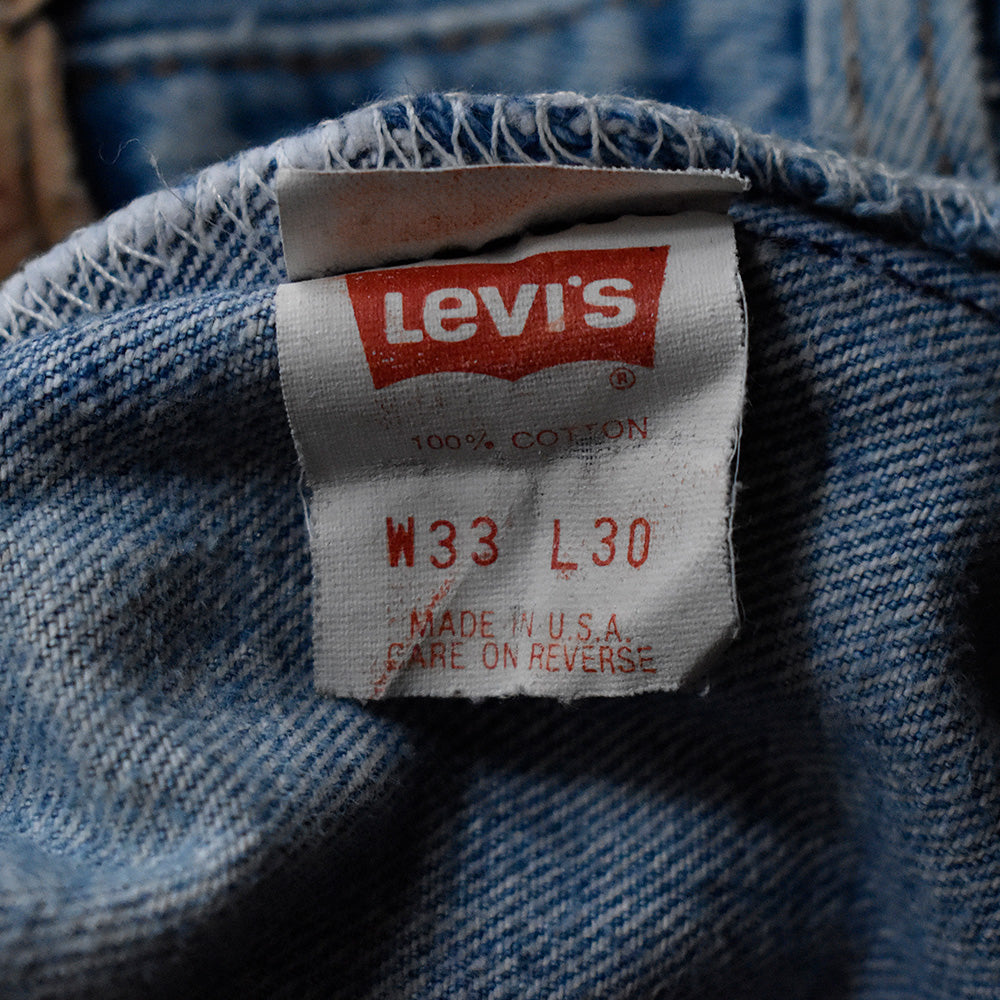 Levi's
®
100% COTTON
W33 L30
MADE IN U.S.A.
CARE ON REVERSE